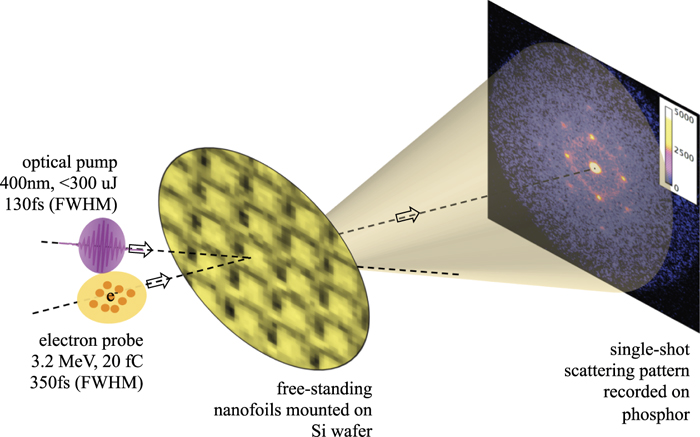 optical pump
400nm, <300 uJ
130fs (FWHM)
e
electron probe
3.2 MeV, 20 fC
350fs (FWHM)
free-standing
nanofoils mounted on
Si wafer
5000
2500
0
single-shot
scattering pattern
recorded on
phosphor